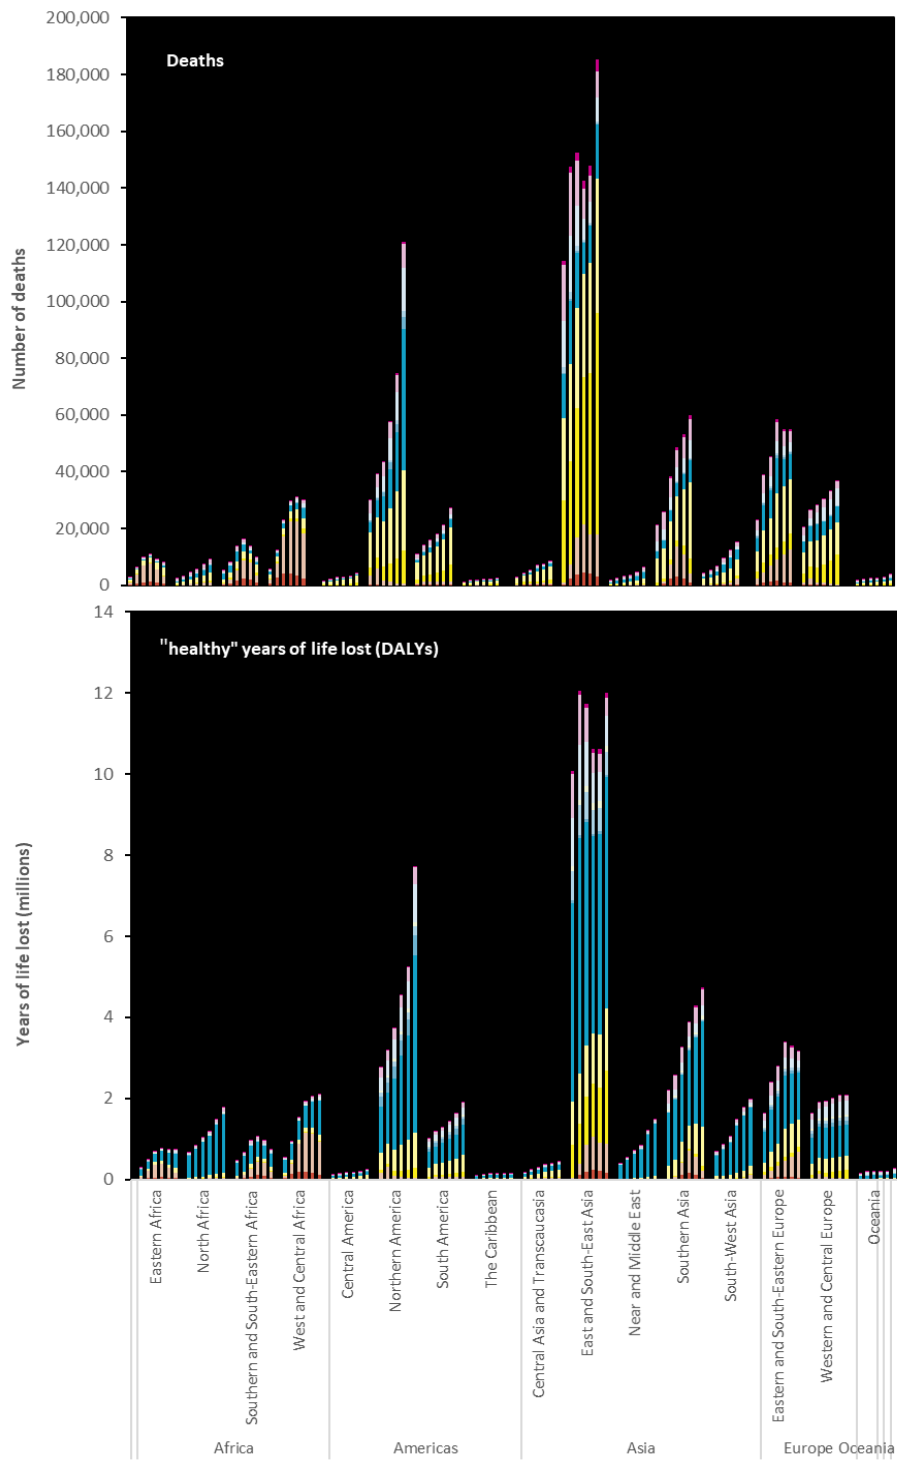 200,000
Deaths
180,000
160,000
140,000
120,000
100,000
80,000
60,000
40,000
20,000
0
Number of deaths
14
"healthy" years of life lost (DALYs)
12
10
8
6
4
2
0
Years of life lost (millions)
Eastern Africa
North Africa
Southern and South-Eastern Africa
West and Central Africa
Central America
Northern America
South America
The Caribbean
Central Asia and Transcaucasia
East and South-East Asia
Near and Middle East
Southern Asia
South-West Asia
Eastern and South-Eastern Europe
Western and Central Europe
Oceania
Africa
Americas
Asia
Europe
Oceania